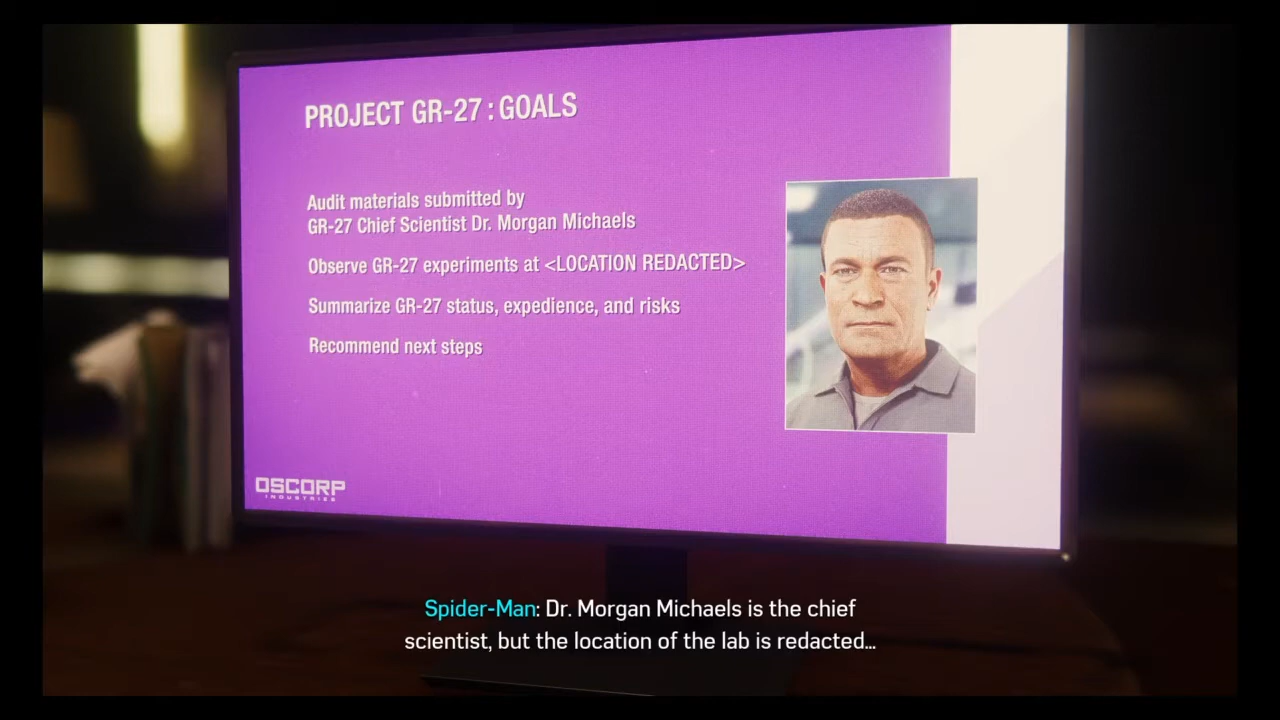 PROJECT GR-27 : GOALS
Audit materials submitted by
GR-27 Chief Scientist Dr. Morgan Michaels
Observe GR-27 experiments at <LOCATION REDACTED>
Summarize GR-27 status, expedience, and risks
Recommend next steps
OSCORP
INDUSTRIES
Spider-Man: Dr. Morgan Michaels is the chief
scientist, but the location of the lab is redacted...